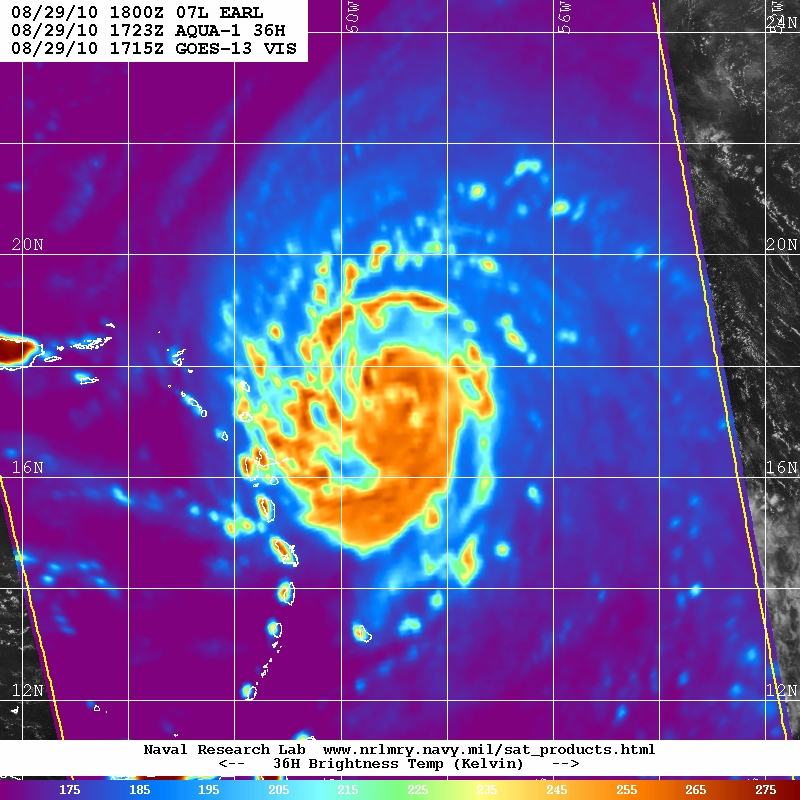 08/29/10 1800Z 07L EARL
08/29/10 1723Z AQUA-1 36H
08/29/10 1715Z GOES-13 VIS
60W
56W
24N
20N
16N
16N
12N
12N
Naval Research Lab www.nrlmry.navy.mil/sat_products.html
<-- 36H Brightness Temp (Kelvin) -->
175 185 195 205 215 225 235 245 255 265 275